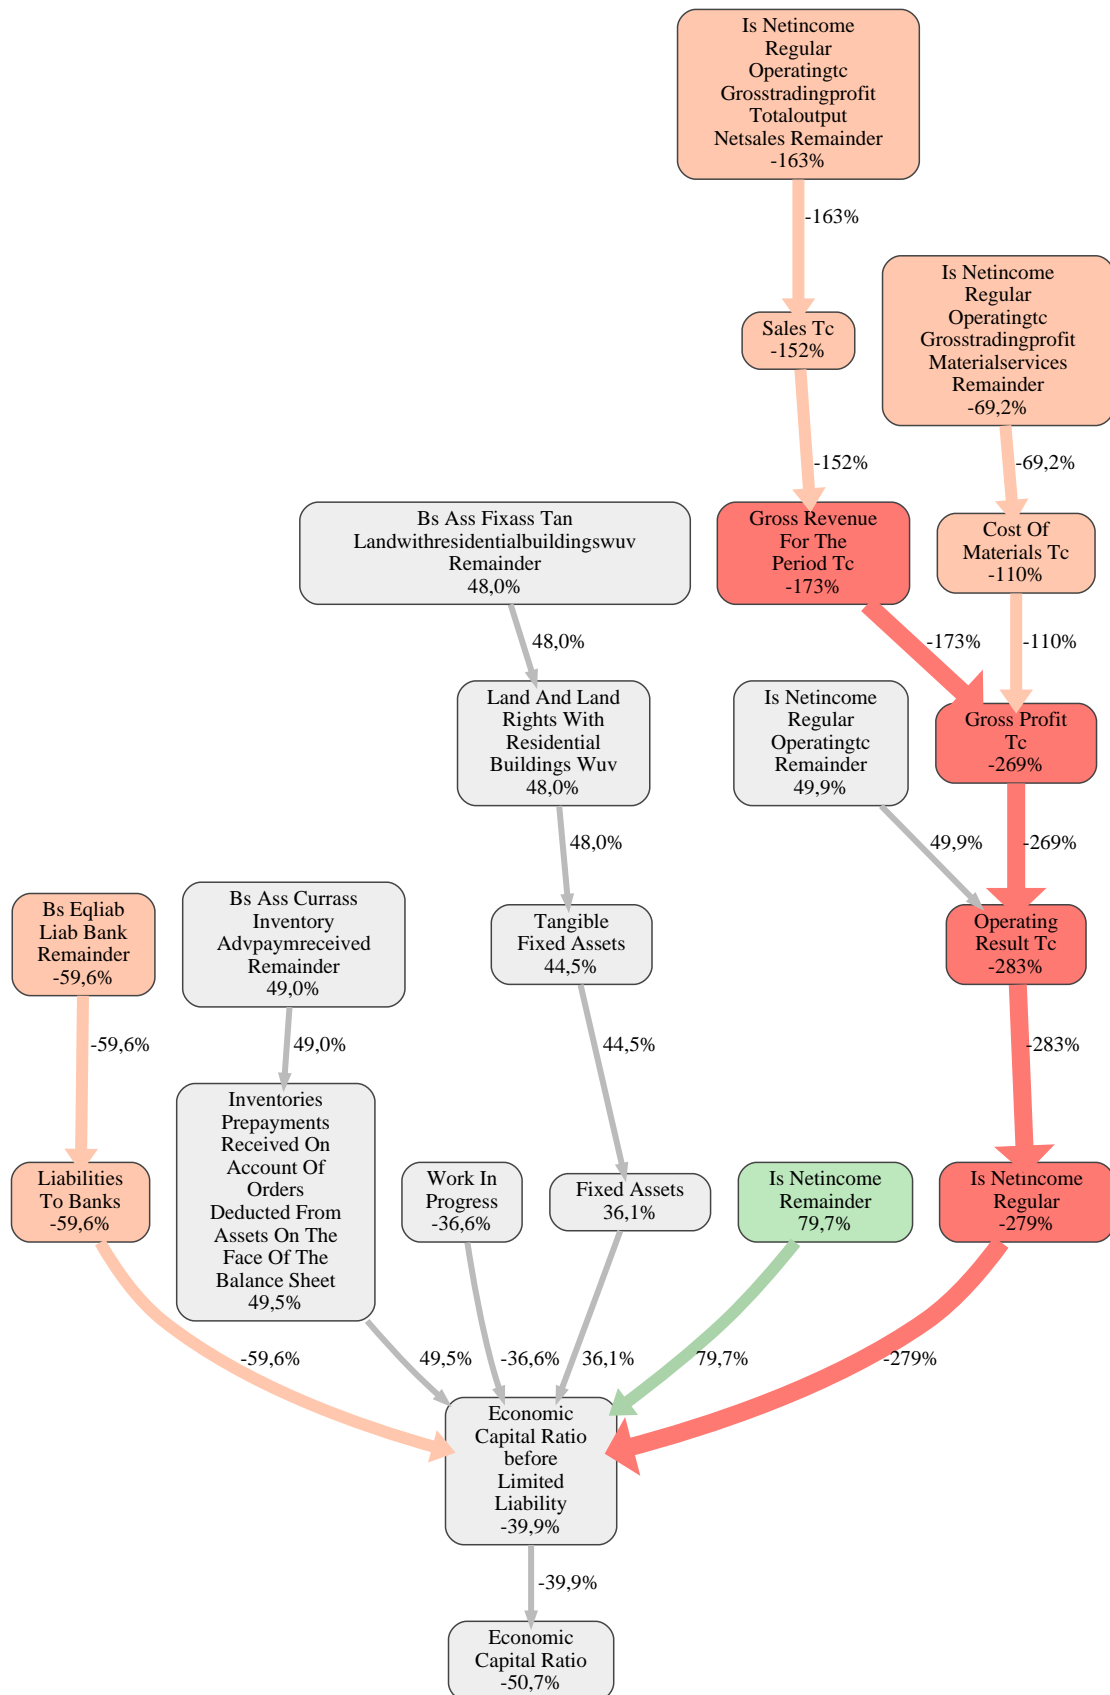 Is Netincome
Regular
Operatingtc
Grosstradingprofit
Totaloutput
Netsales Remainder
-163%
-163%
Is Netincome
Regular
Operatingtc
Grosstradingprofit
Materialservices
Remainder
-69,2%
Sales Tc
-152%
-152%
-69,2%
Bs Ass Fixass Tan
Landwithresidentialbuildingswuv
Remainder
48,0%
Gross Revenue
For The
Period Tc
-173%
Cost Of
Materials Tc
-110%
48,0%
-173%
-110%
Land And Land
Rights With
Residential
Buildings Wuv
48,0%
Is Netincome
Regular
Operatingtc
Remainder
49,9%
Gross Profit
Tc
-269%
48,0%
49,9%
-269%
Bs Eqliab
Liab Bank
Remainder
-59,6%
Bs Ass Currass
Inventory
Advpaymreceived
Remainder
49,0%
Tangible
Fixed Assets
44,5%
Operating
Result Tc
-283%
-59,6%
49,0%
44,5%
-283%
Liabilities
To Banks
-59,6%
Inventories
Prepayments
Received On
Account Of
Orders
Deducted From
Assets On The
Face Of The
Balance Sheet
49,5%
Work In
Progress
-36,6%
Fixed Assets
36,1%
Is Netincome
Remainder
79,7%
Is Netincome
Regular
-279%
-59,6%
49,5%
-36,6%
36,1%
79,7%
-279%
Economic
Capital Ratio
before
Limited
Liability
-39,9%
-39,9%
Economic
Capital Ratio
-50,7%